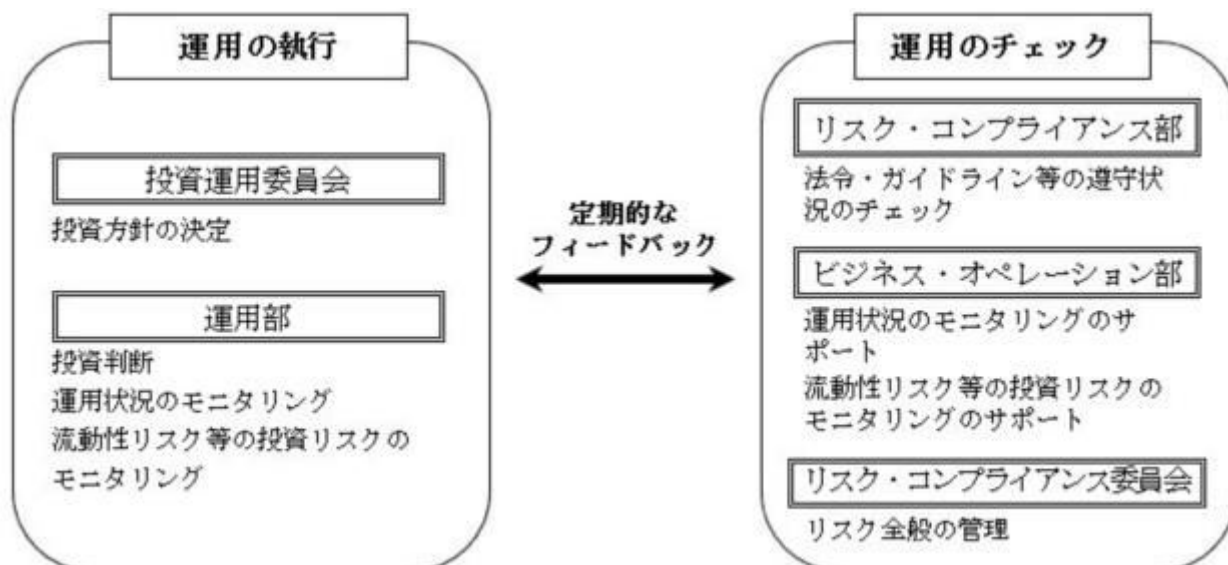 運用の執行
投資運用委員会
投資方針の決定
運用部
投資判断
運用状況のモニタリング
流動性リスク等の投資リスクの
モニタリング
定期的な
フィードバック
運用のチェック
リスク・コンプライアンス部
法令・ガイドライン等の遵守状
況のチェック
ビジネス・オペレーション部
運用状況のモニタリングのサ
ポート
流動性リスク等の投資リスクの
モニタリングのサポート
リスク・コンプライアンス委員会
リスク全般の管理